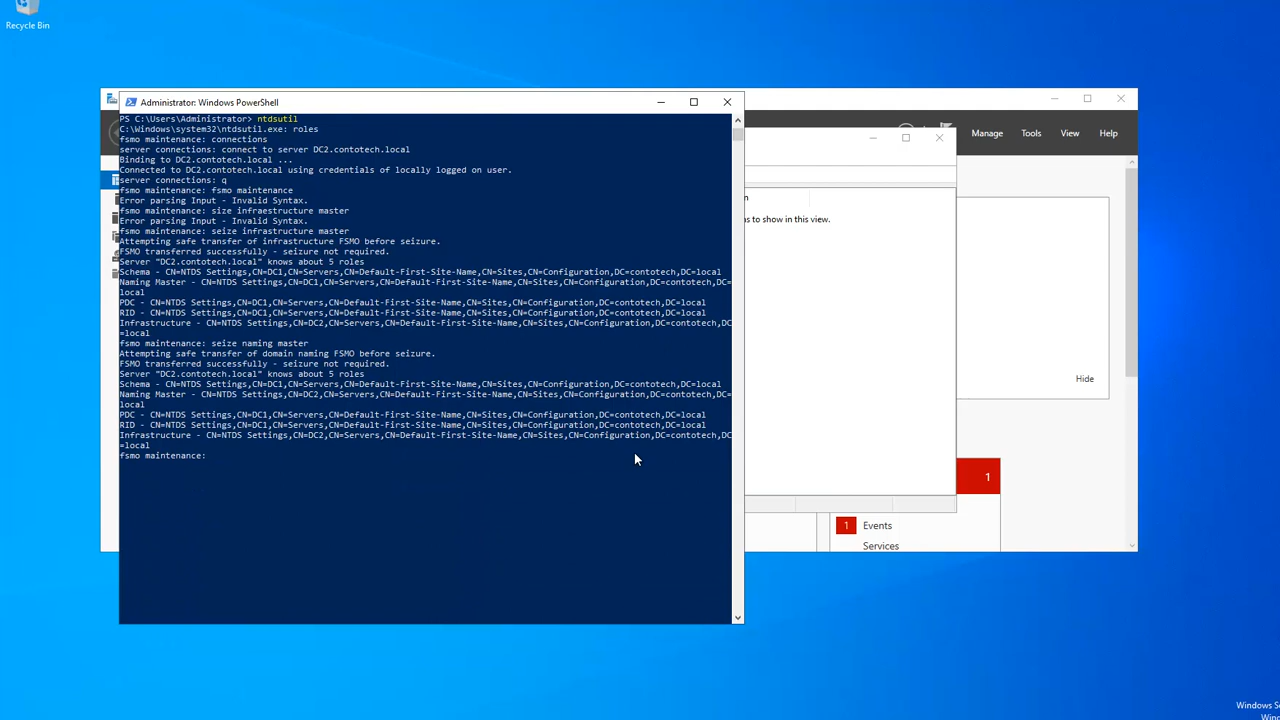 Recycle Bin
Administrator: Windows PowerShell
PS C:\Users\Administrator> ntdsutil
C:\Windows\system32\ntdsutil.exe: roles
fsmo maintenance: connections
server connections: connect to server DC2.contotech.local
Binding to DC2.contotech.local ...
Connected to DC2.contotech.local using credentials of locally logged on user.
server connections: q
fsmo maintenance: fsmo maintenance
Error parsing Input - Invalid Syntax.
fsmo maintenance: size infraestructure master
Error parsing Input - Invalid Syntax.
fsmo maintenance: seize infrastructure master
Attempting safe transfer of infrastructure FSMO before seizure.
FSMO transferred successfully - seizure not required.
Server "DC2.contotech.local" knows about 5 roles
Schema - CN=NTDS Settings,CN=DC1,CN=Servers,CN=Default-First-Site-Name,CN=Sites,CN=Configuration,DC=contotech,DC=local
Naming Master - CN=NTDS Settings,CN=DC1,CN=Servers,CN=Default-First-Site-Name,CN=Sites,CN=Configuration,DC=contotech,DC=
local
PDC - CN=NTDS Settings,CN=DC1,CN=Servers,CN=Default-First-Site-Name,CN=Sites,CN=Configuration,DC=contotech,DC=local
RID - CN=NTDS Settings,CN=DC1,CN=Servers,CN=Default-First-Site-Name,CN=Sites,CN=Configuration,DC=contotech,DC=local
Infrastructure - CN=NTDS Settings,CN=DC2,CN=Servers,CN=Default-First-Site-Name,CN=Sites,CN=Configuration,DC=contotech,DC
=local
fsmo maintenance: seize naming master
Attempting safe transfer of domain naming FSMO before seizure.
FSMO transferred successfully - seizure not required.
Server "DC2.contotech.local" knows about 5 roles
Schema - CN=NTDS Settings,CN=DC1,CN=Servers,CN=Default-First-Site-Name,CN=Sites,CN=Configuration,DC=contotech,DC=local
Naming Master - CN=NTDS Settings,CN=DC2,CN=Servers,CN=Default-First-Site-Name,CN=Sites,CN=Configuration,DC=contotech,DC=
local
PDC - CN=NTDS Settings,CN=DC1,CN=Servers,CN=Default-First-Site-Name,CN=Sites,CN=Configuration,DC=contotech,DC=local
RID - CN=NTDS Settings,CN=DC1,CN=Servers,CN=Default-First-Site-Name,CN=Sites,CN=Configuration,DC=contotech,DC=local
Infrastructure - CN=NTDS Settings,CN=DC2,CN=Servers,CN=Default-First-Site-Name,CN=Sites,CN=Configuration,DC=contotech,DC
=local
fsmo maintenance:
Manage Tools View Help
n
ns to show in this view.
Hide
1
1 Events
Services
Windows Se
Wind